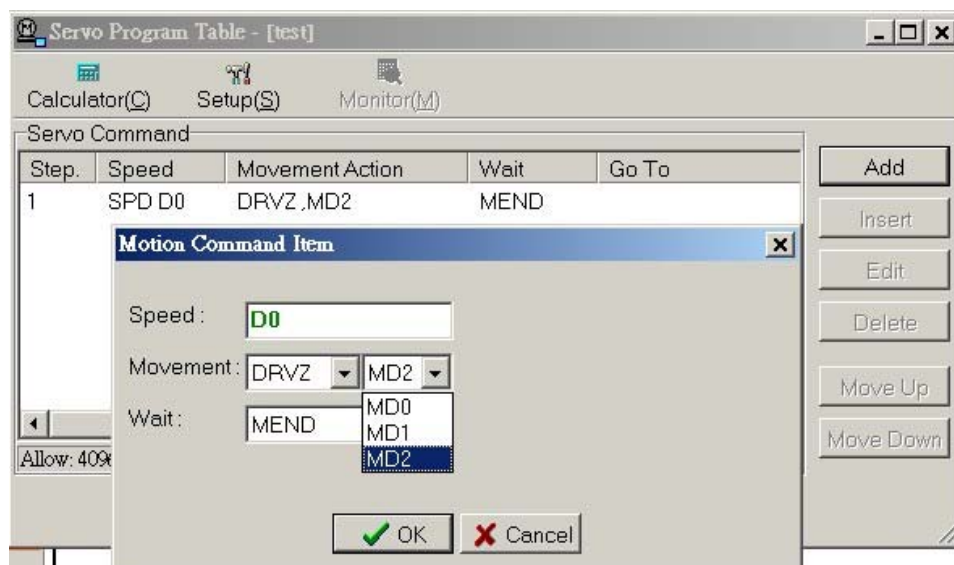 Servo Program Table - [test]
Calculator(C) Setup(S) Monitor(M)
Servo Command
Step. Speed Movement Action Wait Go To
1 SPD D0 DRVZ ,MD2 MEND
Add
Insert
Edit
Delete
Move Up
Move Down
Motion Command Item
Speed : D0
Movement : DRVZ MD2
MD0
MD1
MD2
Wait : MEND
OK Cancel
Allow: